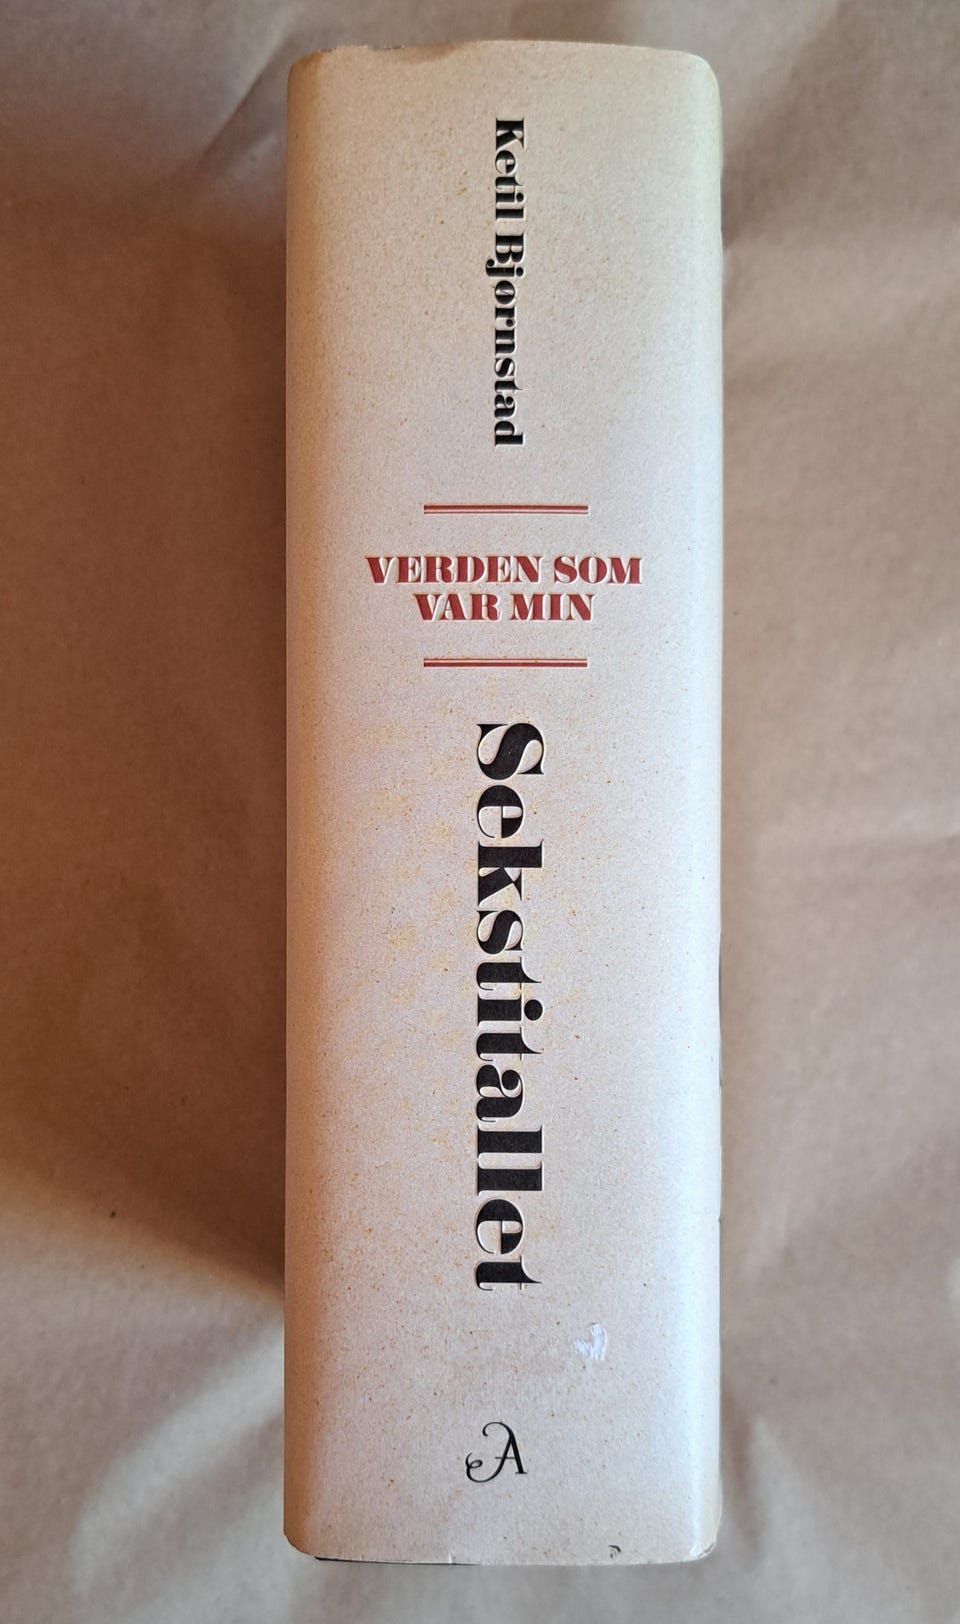 Ketil Bjørnstad
VERDEN SOM
VAR MIN
Sekstitallet
A